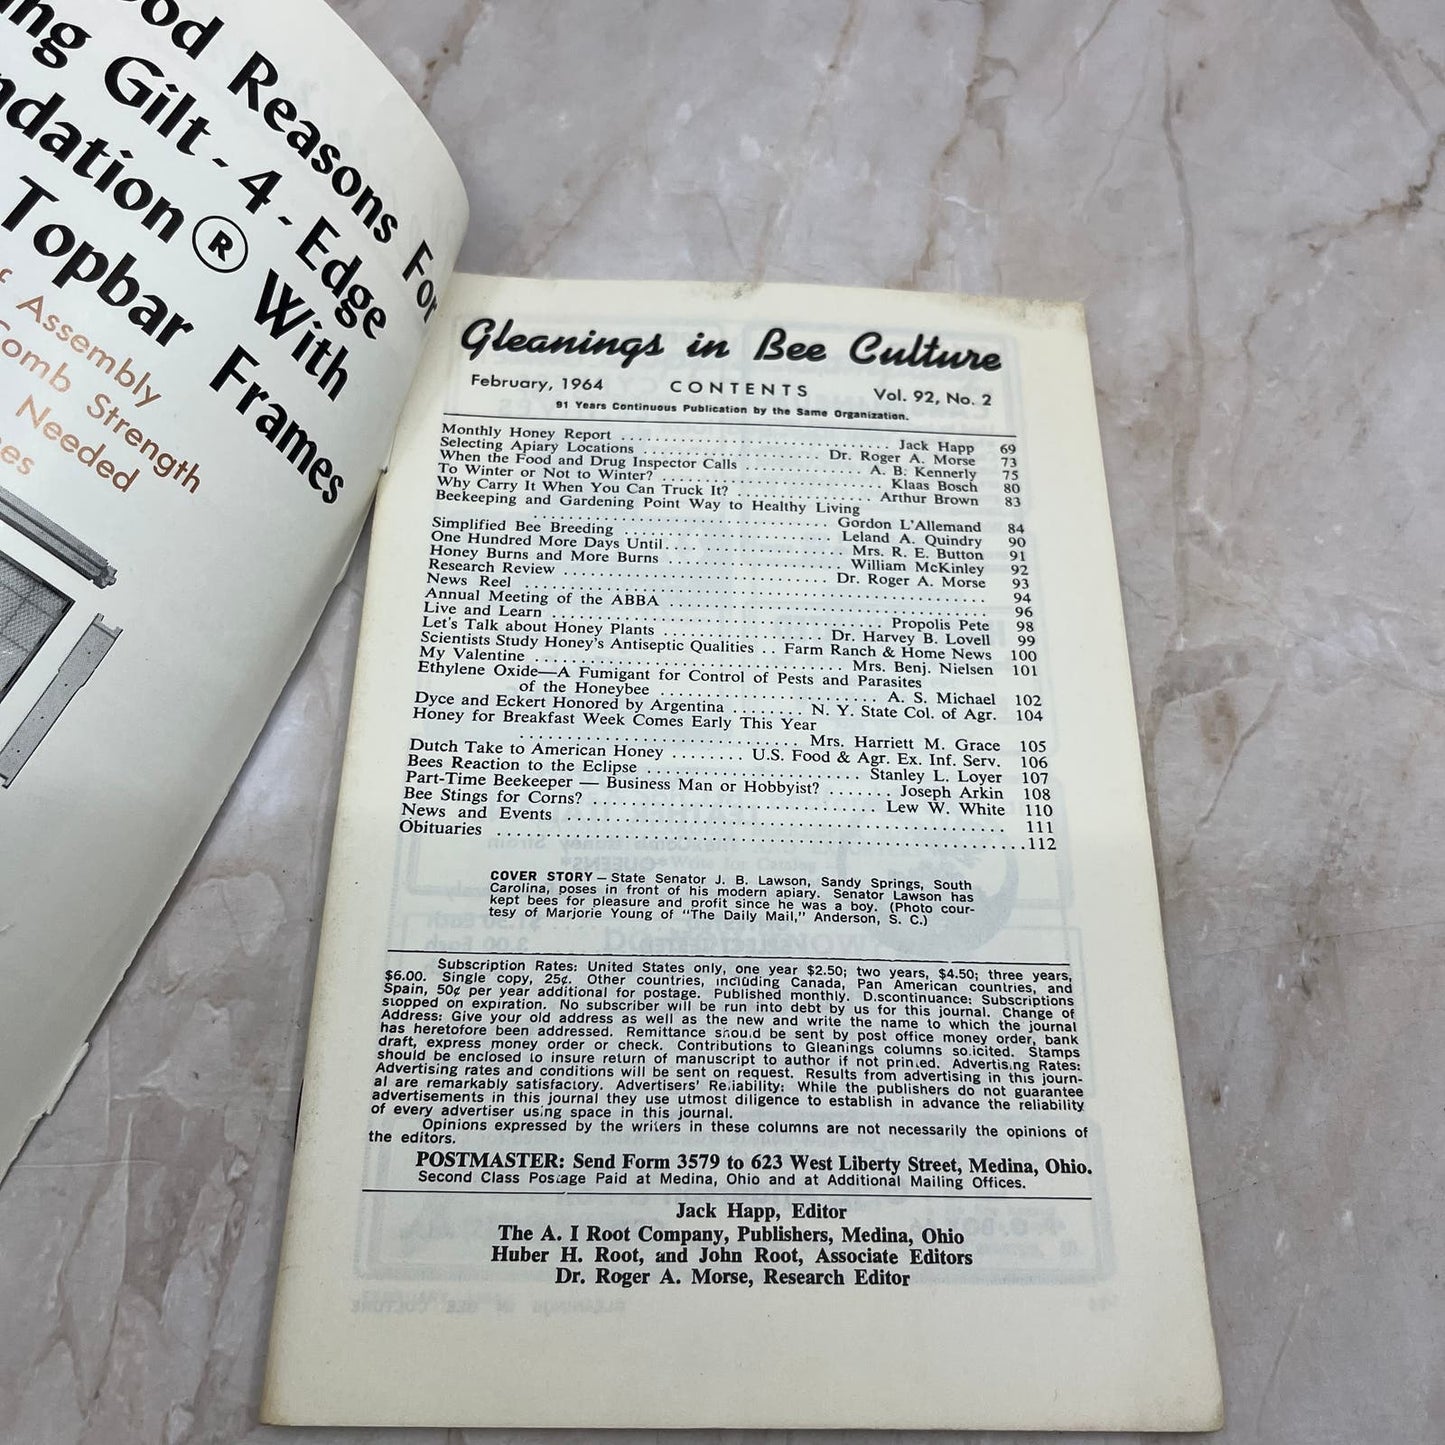 ood Reasons For
ing Gilt-4-Edge
ndation® With
Topbar Frames
f Assembly
Comb Strength
Needed
es
Gleanings in Bee Culture
February, 1964 CONTENTS Vol. 92, No. 2
91 Years Continuous Publication by the Same Organization.
Monthly Honey Report Jack Happ 69
Selecting Apiary Locations Dr. Roger A. Morse 73
When the Food and Drug Inspector Calls A. B. Kennerly 75
To Winter or Not to Winter? Klaas Bosch 80
Why Carry It When You Can Truck It? Arthur Brown 83
Beekeeping and Gardening Point Way to Healthy Living
Gordon L'Allemand 84
Simplified Bee Breeding Leland A. Quindry 90
One Hundred More Days Until Mrs. R. E. Button 91
Honey Burns and More Burns William McKinley 92
Research Review Dr. Roger A. Morse 93
News Reel 94
Annual Meeting of the ABBA 96
Live and Learn Propolis Pete 98
Let's Talk about Honey Plants Dr. Harvey B. Lovell 99
Scientists Study Honey's Antiseptic Qualities Farm Ranch & Home News 100
My Valentine Mrs. Benj. Nielsen 101
Ethylene Oxide—A Fumigant for Control of Pests and Parasites
of the Honeybee A. S. Michael 102
Dyce and Eckert Honored by Argentina N. Y. State Col. of Agr. 104
Honey for Breakfast Week Comes Early This Year
Mrs. Harriett M. Grace 105
Dutch Take to American Honey U.S. Food & Agr. Ex. Inf. Serv. 106
Bees Reaction to the Eclipse Stanley L. Loyer 107
Part-Time Beekeeper — Business Man or Hobbyist? Joseph Arkin 108
Bee Stings for Corns? Lew W. White 110
News and Events 111
Obituaries 112
COVER STORY – State Senator J. B. Lawson, Sandy Springs, South
Carolina, poses in front of his modern apiary. Senator Lawson has
kept bees for pleasure and profit since he was a boy. (Photo cour-
tesy of Marjorie Young of "The Daily Mail," Anderson, S. C.)
Subscription Rates: United States only, one year $2.50; two years, $4.50; three years,
$6.00. Single copy, 25¢. Other countries, including Canada, Pan American countries, and
Spain, 50¢ per year additional for postage. Published monthly. D.scontinuance: Subscriptions
stopped on expiration. No subscriber will be run into debt by us for this journal. Change of
Address: Give your old address as well as the new and write the name to which the journal
has heretofore been addressed. Remittance should be sent by post office money order, bank
draft, express money order or check. Contributions to Gleanings columns solicited. Stamps
should be enclosed to insure return of manuscript to author if not printed. Advertising Rates:
Advertising rates and conditions will be sent on request. Results from advertising in this journ-
al are remarkably satisfactory. Advertisers' Reliability: While the publishers do not guarantee
advertisements in this journal they use utmost diligence to establish in advance the reliability
of every advertiser using space in this journal.
Opinions expressed by the writers in these columns are not necessarily the opinions of
the editors.
POSTMASTER: Send Form 3579 to 623 West Liberty Street, Medina, Ohio.
Second Class Postage Paid at Medina, Ohio and at Additional Mailing Offices.
Jack Happ, Editor
The A. I Root Company, Publishers, Medina, Ohio
Huber H. Root, and John Root, Associate Editors
Dr. Roger A. Morse, Research Editor